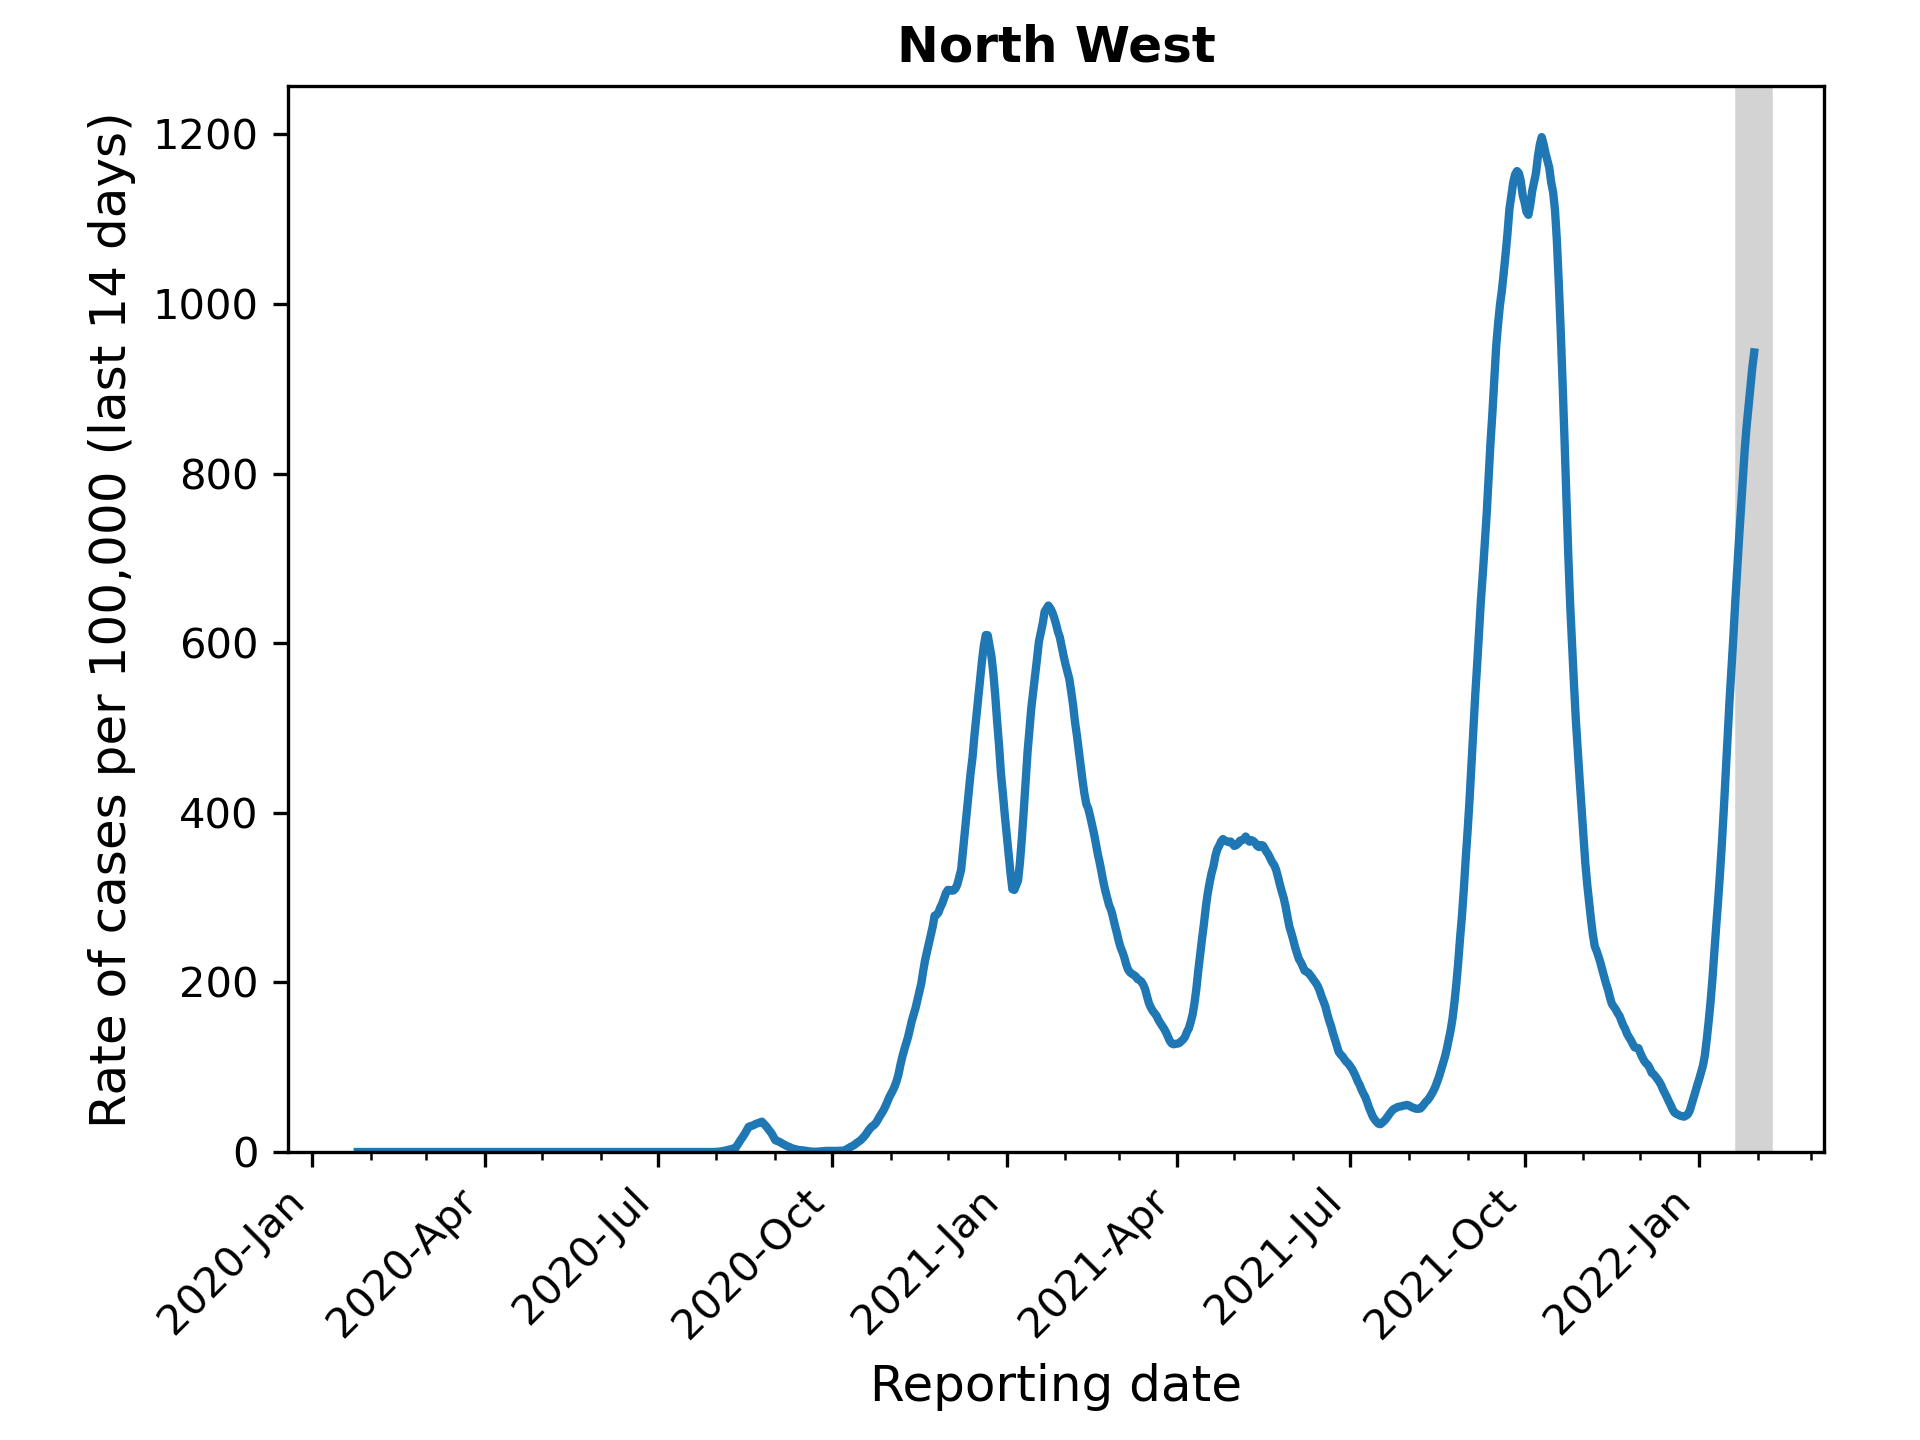 North West
Rate of cases per 100,000 (last 14 days)
1200
1000
800
600
400
200
0
2020-Jan
2020-Apr
2020-Jul
2020-Oct
2021-Jan
2021-Apr
2021-Jul
2021-Oct
2022-Jan
Reporting date